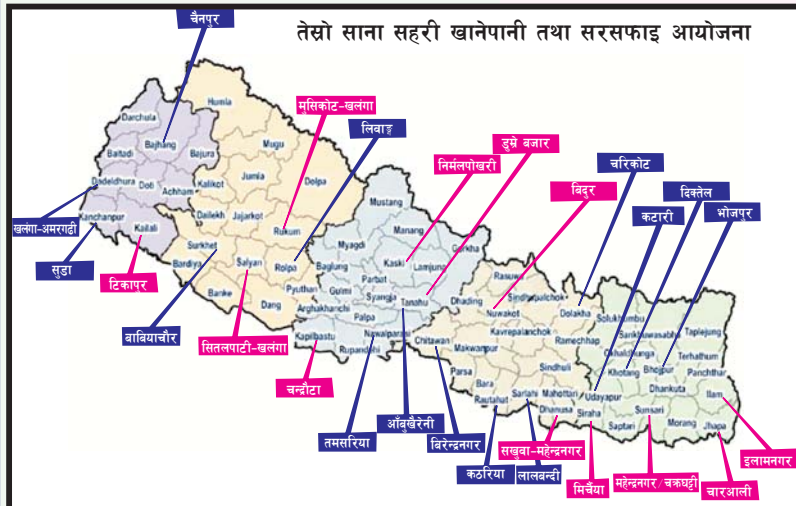 तेस्रो साना सहरी खानेपानी तथा सरसफाइ आयोजना
चैनपुर
मुसिकोट-खलंगा
लिवाङ्ग
निर्मलपोखरी
डुम्रे बजार
बिदुर
चरिकोट
कटारी
दिक्तेल
भोजपुर
Humla
Darchula
Bajhang
Mugu
Baitadi
Bajura
Dolpa
Jumla
Dadeldhura
Doti
Achham
Kalikot
Mustang
Kanchanpur
Kailali
Dailekh
Jajarkot
Rukum
Manang
खलंगा-अमरगढी
Surkhet
Myagdi
Gorkha
सुडा
टिकापुर
Bardiya
Salyan
Rolpa
Baglung
Kaski
Lamjung
Rasuwa
Banke
Pyuthan
Gulmi
Parbat
Syangja
Tanahu
Dhading
Nuwakot
Sindhupalchok
Dolakha
Solukhumbu
Dang
Arghakhanchi
Palpa
Kavrepalanchok
Ramechhap
Sankhuwasabha
Taplejung
बाबियाचौर
सितलपाटी-खलंगा
Kapilbastu
Rupandehi
Nawalparasi
Chitawan
Makwanpur
Okhaldhunga
Khotang
Bhojpur
Terhathum
Panchthar
चन्द्रौटा
Parsa
Bara
Rautahat
Sarlahi
Sindhuli
Mahottari
Dhanusa
Siraha
Udayapur
Dhankuta
Sunsari
Saptari
Morang
Ilam
Jhapa
तमसरिया
आँबुखैरेनी
बिरेन्द्रनगर
कठरिया
लालबन्दी
सखुवा-महेन्द्रनगर
मिर्चैया
महेन्द्रनगर/चक्रघट्टी
चारआली
इलामनगर